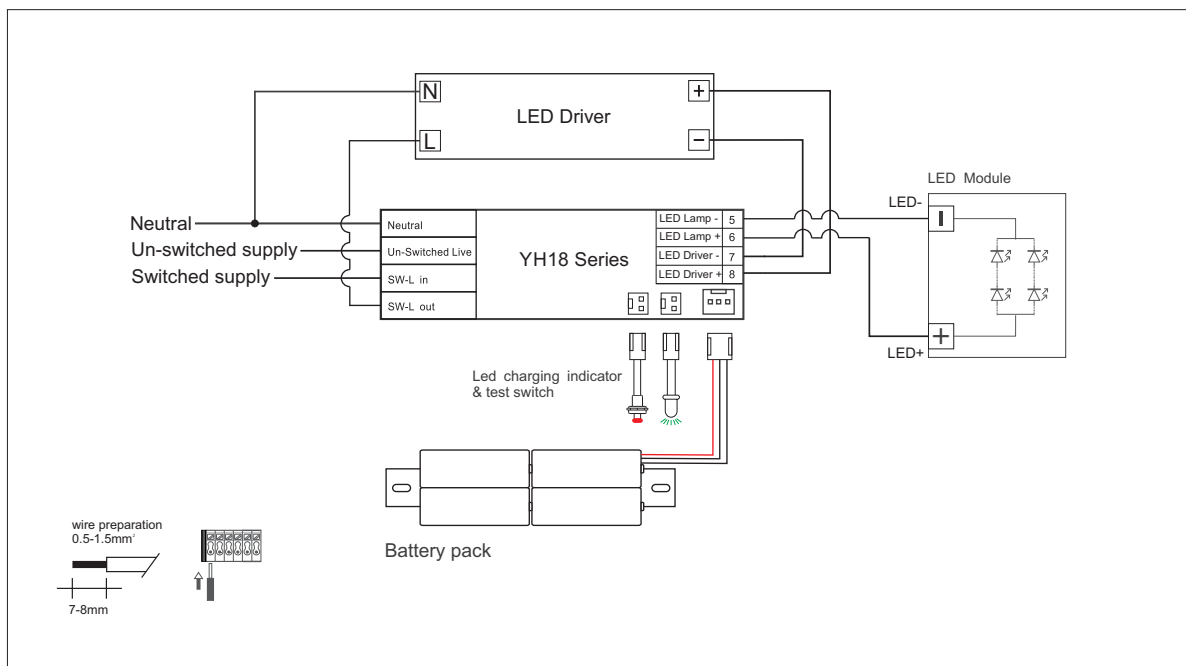 N
+
LED Driver
L
−
LED Module
LED-
Neutral
Neutral
LED Lamp - 5
LED Lamp + 6
Un-switched supply
Un-Switched Live
YH18 Series
LED Driver - 7
Switched supply
SW-L in
LED Driver + 8
SW-L out
+
LED+
Led charging indicator
& test switch
wire preparation
0.5-1.5mm²
Battery pack
7-8mm